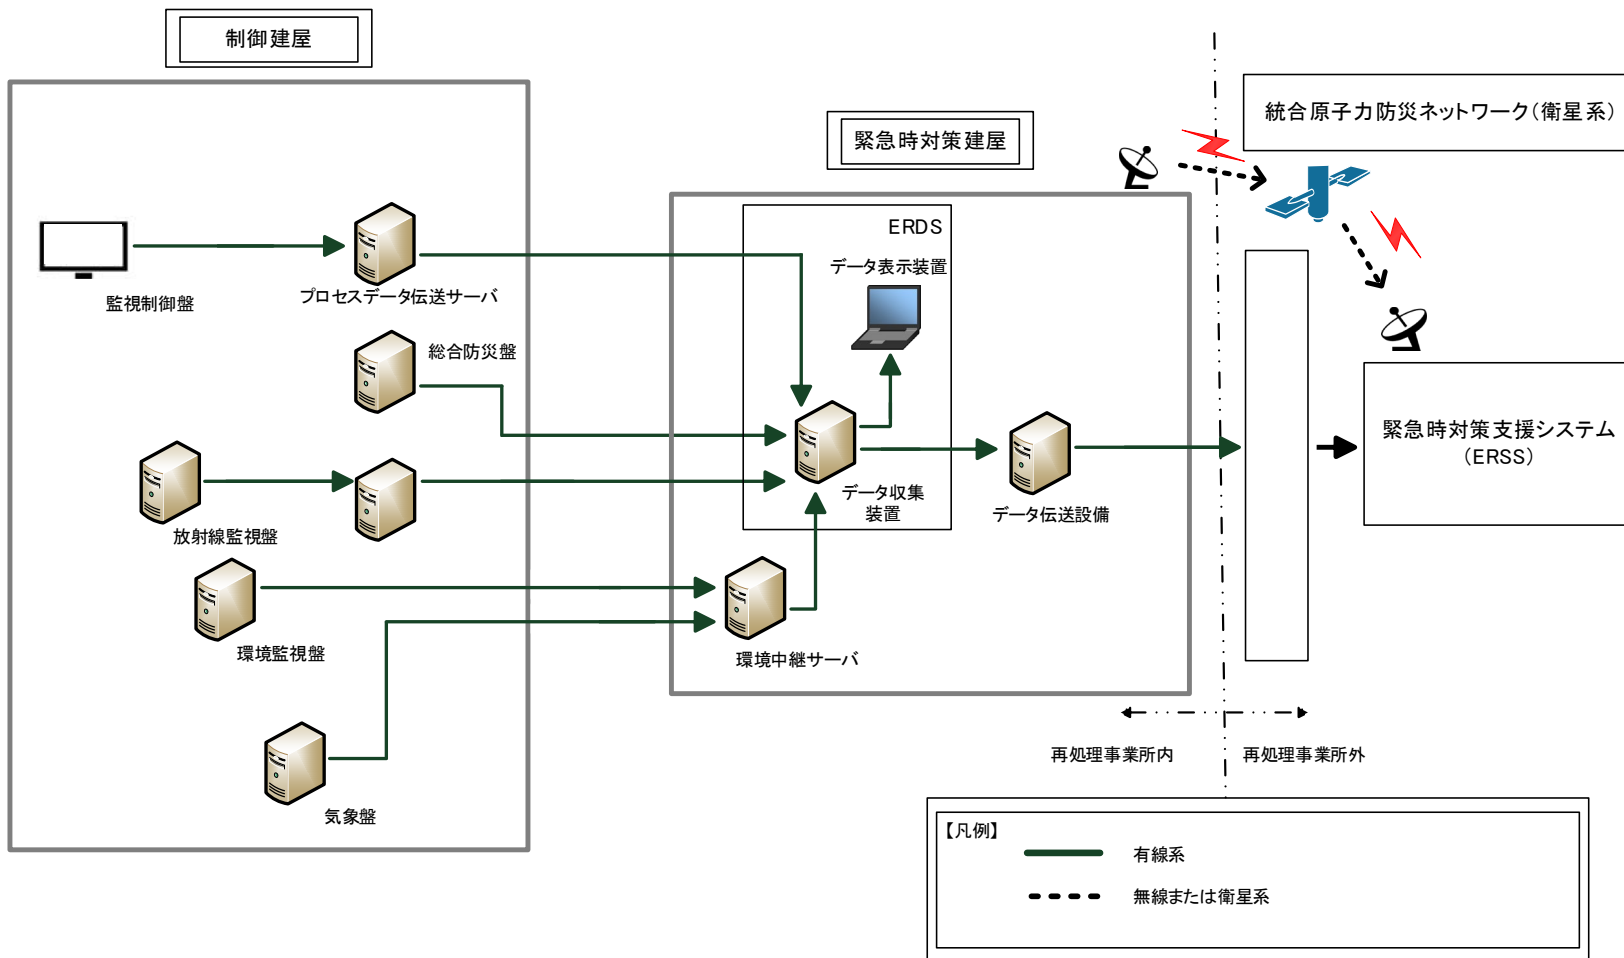 制御建屋
統合原子力防災ネットワーク(衛星系)
緊急時対策建屋
ERDS
データ表示装置
監視制御盤
プロセスデータ伝送サーバ
総合防災盤
緊急時対策支援システム
(ERSS)
データ収集
装置
データ伝送設備
放射線監視盤
環境監視盤
環境中継サーバ
再処理事業所内
再処理事業所外
気象盤
【凡例】
有線系
無線または衛星系